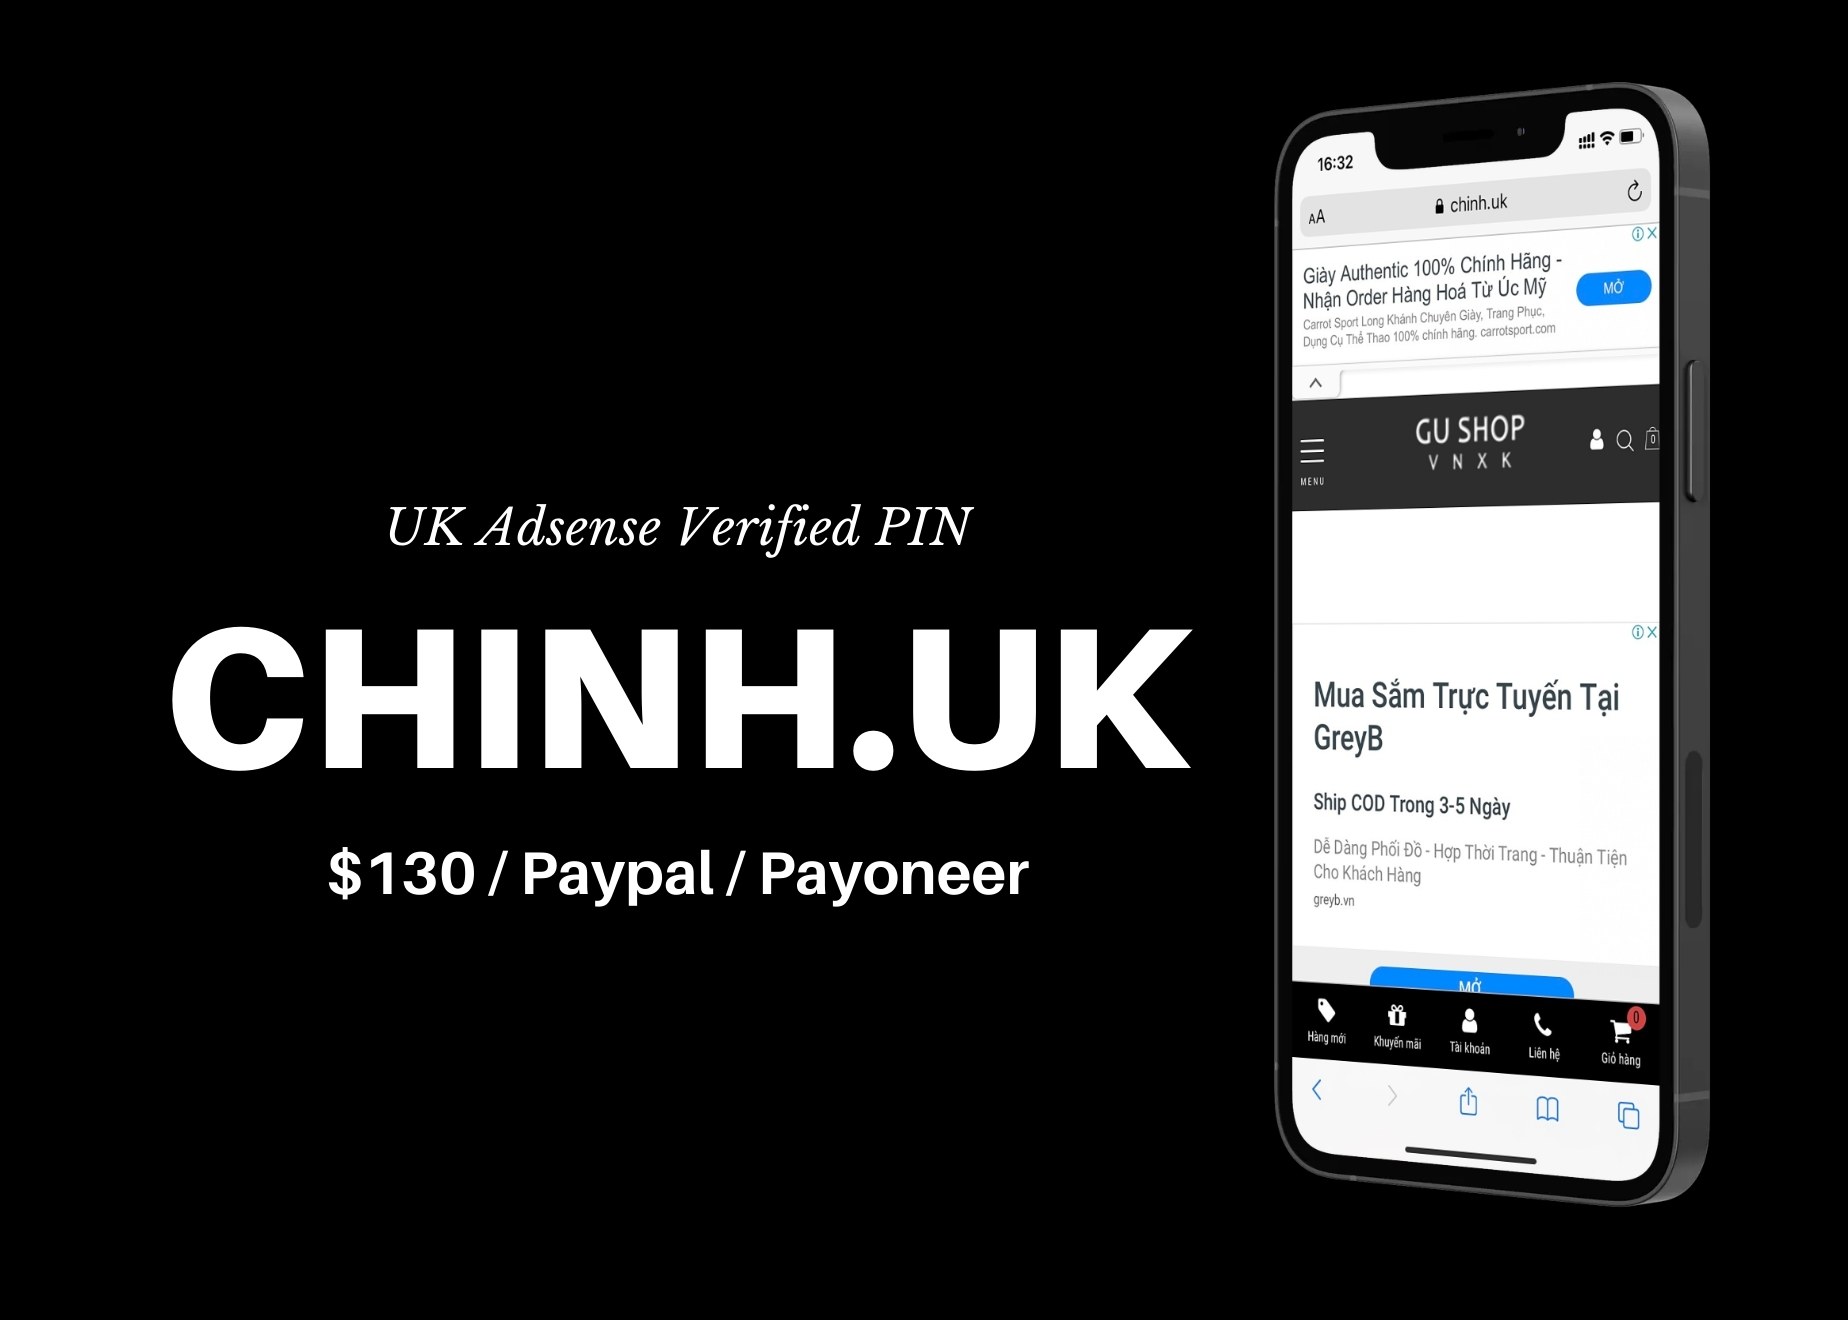 UK Adsense Verified PIN
CHINH.UK
$130 / Paypal / Payoneer
16:32
AA
chinh.uk
Giày Authentic 100% Chính Hãng -
Nhận Order Hàng Hoá Từ Úc Mỹ
Carrot Sport Long Khánh Chuyên Giày, Trang Phục,
Dụng Cụ Thể Thao 100% chính hãng. carrotsport.com
MỞ
MENU
GU SHOP
VNXK
0
Mua Sắm Trực Tuyến Tại
GreyB
Ship COD Trong 3-5 Ngày
Dễ Dàng Phối Đồ - Hợp Thời Trang - Thuận Tiện
Cho Khách Hàng
greyb.vn
MỞ
0
Hàng mới
Khuyến mãi
Tài khoản
Liên hệ
Giỏ hàng